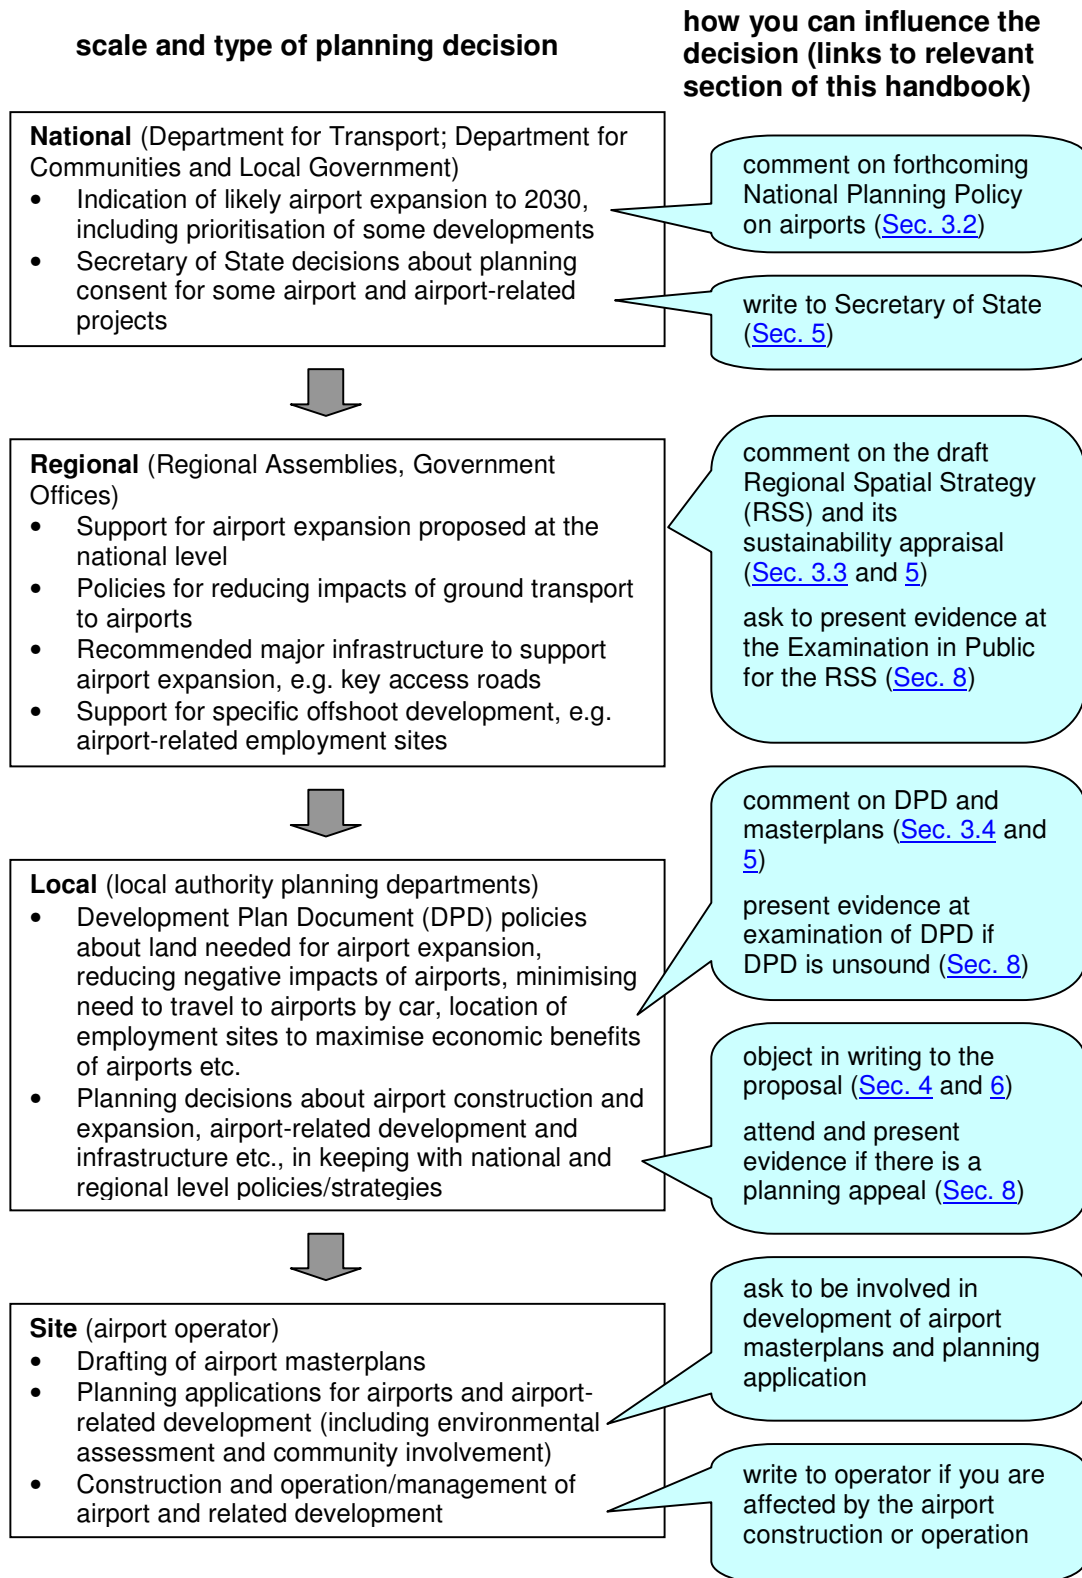 scale and type of planning decision
how you can influence the
decision (links to relevant
section of this handbook)
National (Department for Transport; Department for
Communities and Local Government)
• Indication of likely airport expansion to 2030,
including prioritisation of some developments
• Secretary of State decisions about planning
consent for some airport and airport-related
projects
comment on forthcoming
National Planning Policy
on airports (Sec. 3.2)
write to Secretary of State
(Sec. 5)
Regional (Regional Assemblies, Government
Offices)
• Support for airport expansion proposed at the
national level
• Policies for reducing impacts of ground transport
to airports
• Recommended major infrastructure to support
airport expansion, e.g. key access roads
• Support for specific offshoot development, e.g.
airport-related employment sites
comment on the draft
Regional Spatial Strategy
(RSS) and its
sustainability appraisal
(Sec. 3.3 and 5)
ask to present evidence at
the Examination in Public
for the RSS (Sec. 8)
Local (local authority planning departments)
• Development Plan Document (DPD) policies
about land needed for airport expansion,
reducing negative impacts of airports, minimising
need to travel to airports by car, location of
employment sites to maximise economic benefits
of airports etc.
• Planning decisions about airport construction and
expansion, airport-related development and
infrastructure etc., in keeping with national and
regional level policies/strategies
comment on DPD and
masterplans (Sec. 3.4 and
5)
present evidence at
examination of DPD if
DPD is unsound (Sec. 8)
object in writing to the
proposal (Sec. 4 and 6)
attend and present
evidence if there is a
planning appeal (Sec. 8)
Site (airport operator)
• Drafting of airport masterplans
• Planning applications for airports and airport-
related development (including environmental
assessment and community involvement)
• Construction and operation/management of
airport and related development
ask to be involved in
development of airport
masterplans and planning
application
write to operator if you are
affected by the airport
construction or operation